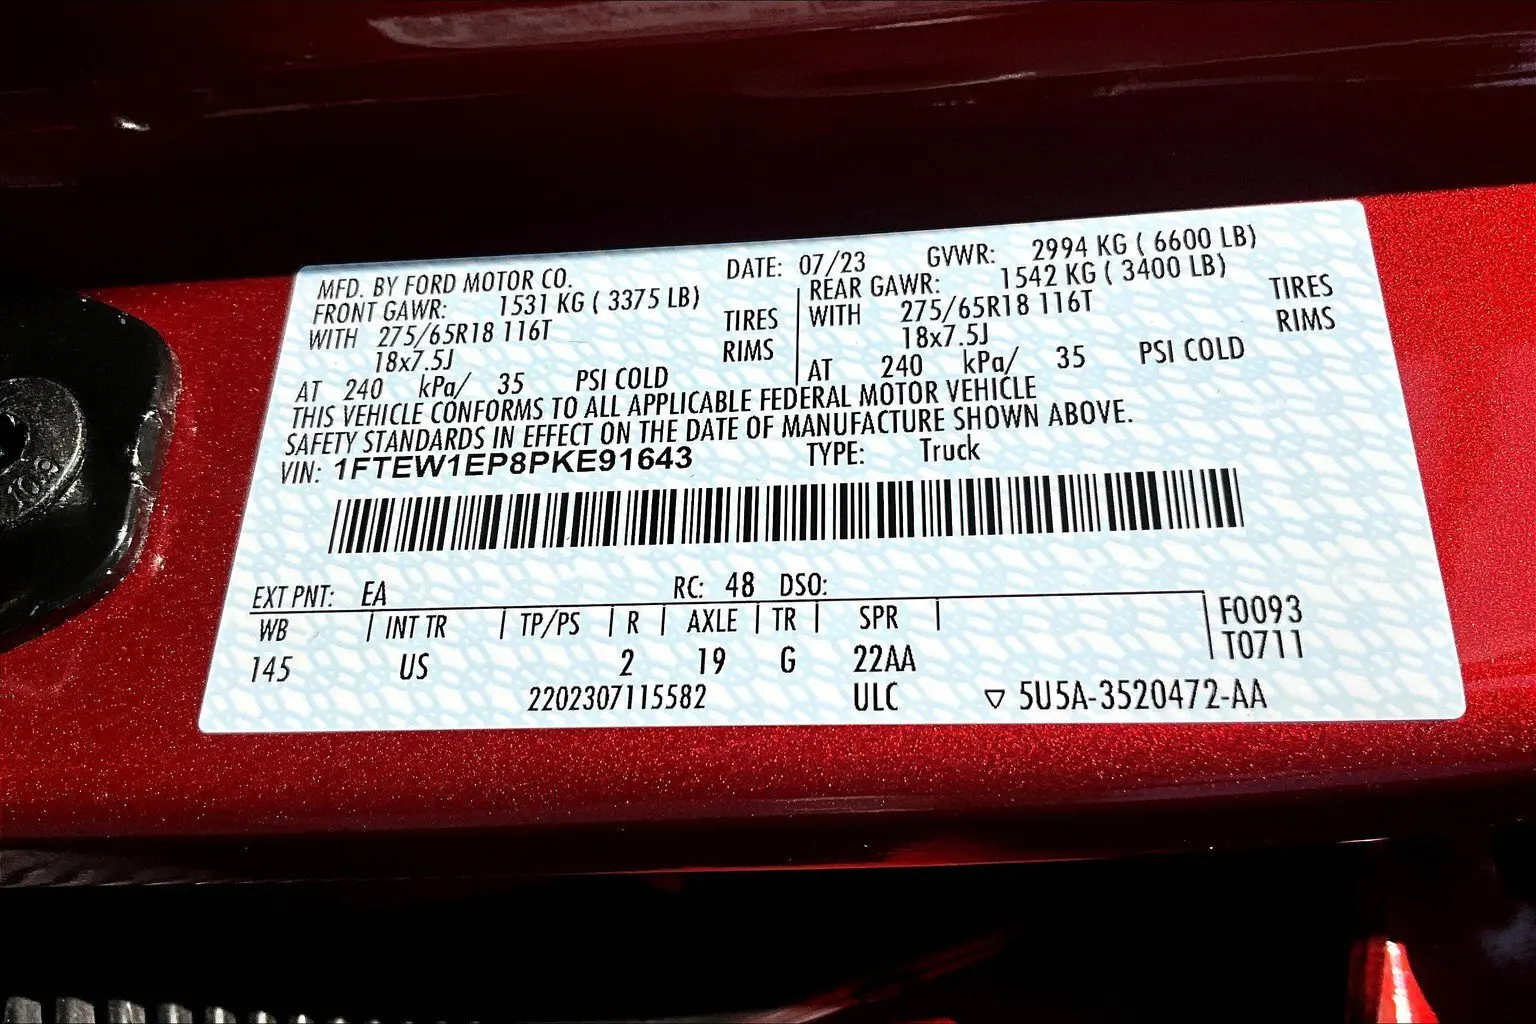 MFD. BY FORD MOTOR CO. DATE: 07/23 GVWR: 2994 KG ( 6600 LB)
FRONT GAWR: 1531 KG ( 3375 LB) REAR GAWR: 1542 KG ( 3400 LB)
WITH 275/65R18 116T TIRES WITH 275/65R18 116T TIRES
18x7.5J RIMS 18x7.5J RIMS
AT 240 kPa/ 35 PSI COLD AT 240 kPa/ 35 PSI COLD
THIS VEHICLE CONFORMS TO ALL APPLICABLE FEDERAL MOTOR VEHICLE
SAFETY STANDARDS IN EFFECT ON THE DATE OF MANUFACTURE SHOWN ABOVE.
VIN: 1FTEW1EP8PKE91643 TYPE: Truck
EXT PNT: EA RC: 48 DSO:
WB INT TR TP/PS R AXLE TR SPR F0093
145 US 2 19 G 22AA T0711
2202307115582 ULC ▽ 5U5A-3520472-AA